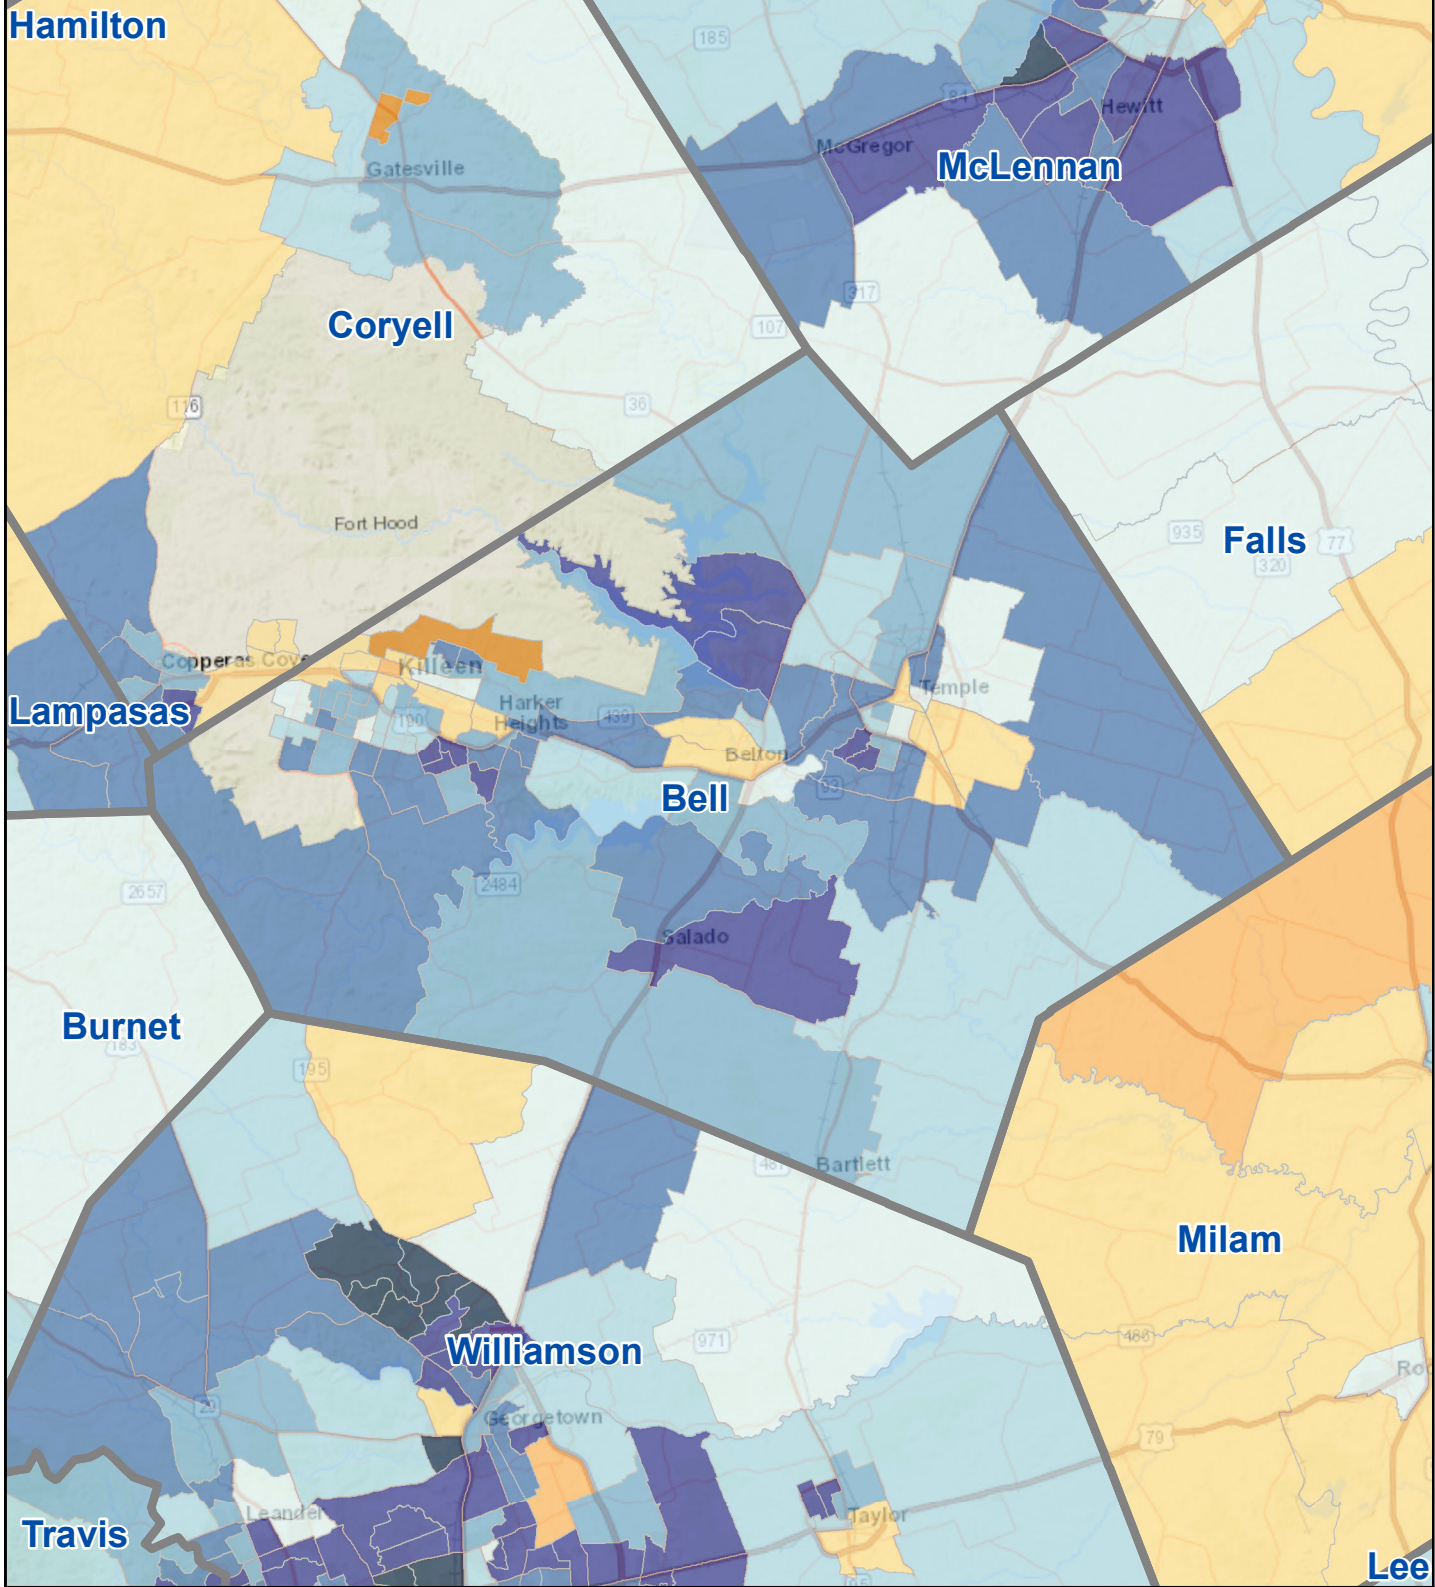 Hamilton
185
84
Hewitt
McGregor
McLennan
Gatesville
317
Coryell
107
36
116
Fort Hood
935
Falls
77
320
Copperas Cove
Killeen
Temple
Harker
Heights
Lampasas
190
439
Belton
Bell
93
2657
2484
Salado
Burnet
183
195
487
Bartlett
Milam
486
971
Williamson
29
Georgetown
79
Leander
Taylor
Travis
95
Lee